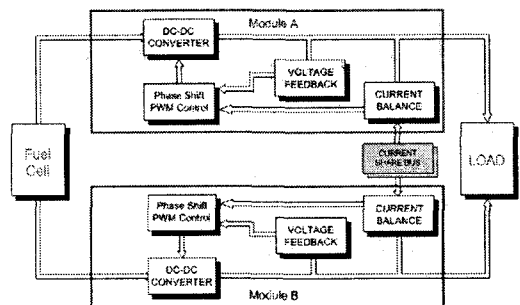 Module A
DC-DC
CONVERTER
Phase Shift
PWM Control
VOLTAGE
FEEDBACK
CURRENT
BALANCE
Fuel
Cell
CURRENT
SHARE BUS
LOAD
Phase Shift
PWM Control
VOLTAGE
FEEDBACK
CURRENT
BALANCE
DC-DC
CONVERTER
Module B